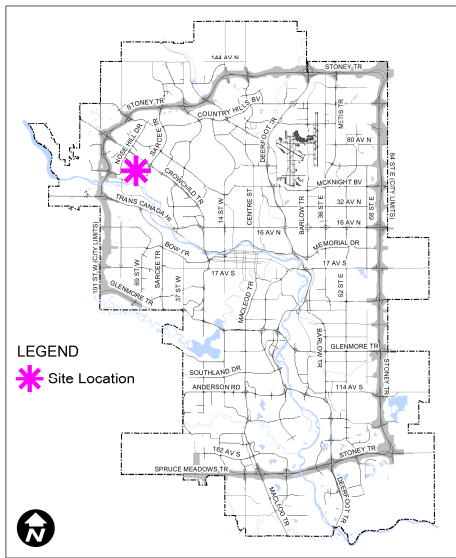 144 AV N
STONEY TR
STONEY TR
COUNTRY HILLS BV
METIS TR
NOSE HILL DR
SARCEE TR
DEERFOOT TR
80 AV N
84 ST E (CITY LIMITS)
CROWCHILD TR
MCKNIGHT BV
TRANS CANADA HI
14 ST W
CENTRE ST
BARLOW TR
36 ST E
32 AV N
68 ST E
16 AV N
16 AV N
101 ST W (CITY LIMITS)
BOW TR
MEMORIAL DR
69 ST W
SARCEE TR
37 ST W
17 AV S
17 AV S
52 ST E
GLENMORE TR
MACLEOD TR
BARLOW TR
GLENMORE TR
STONEY TR
LEGEND
Site Location
SOUTHLAND DR
ANDERSON RD
114 AV S
162 AV S
STONEY TR
SPRUCE MEADOWS TR
MACLEOD TR
DEERFOOT TR
N